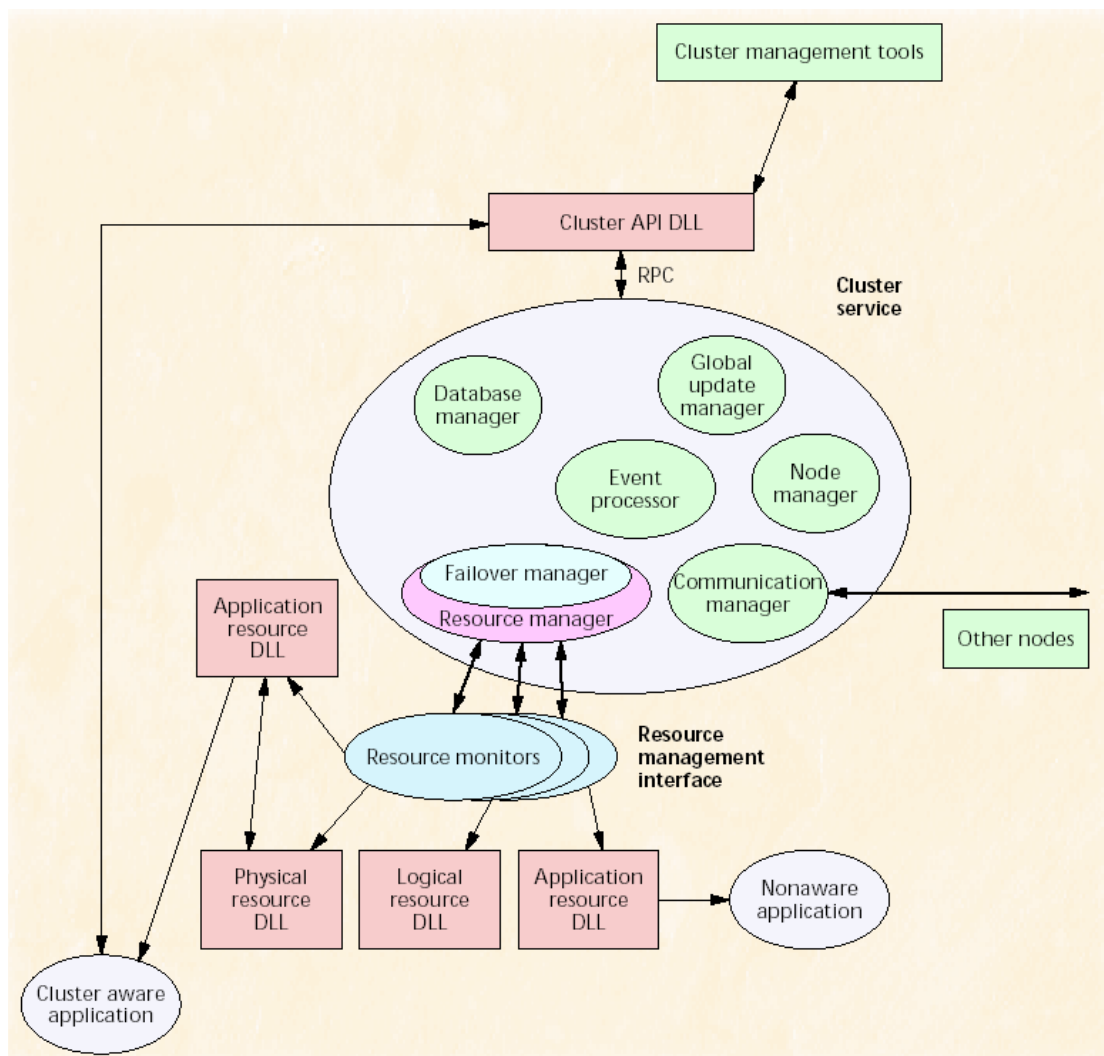 Cluster management tools
Cluster API DLL
RPC
Cluster
service
Global
update
manager
Database
manager
Event
processor
Node
manager
Failover manager
Resource manager
Communication
manager
Other nodes
Application
resource
DLL
Resource monitors
Resource
management
interface
Physical
resource
DLL
Logical
resource
DLL
Application
resource
DLL
Nonaware
application
Cluster aware
application